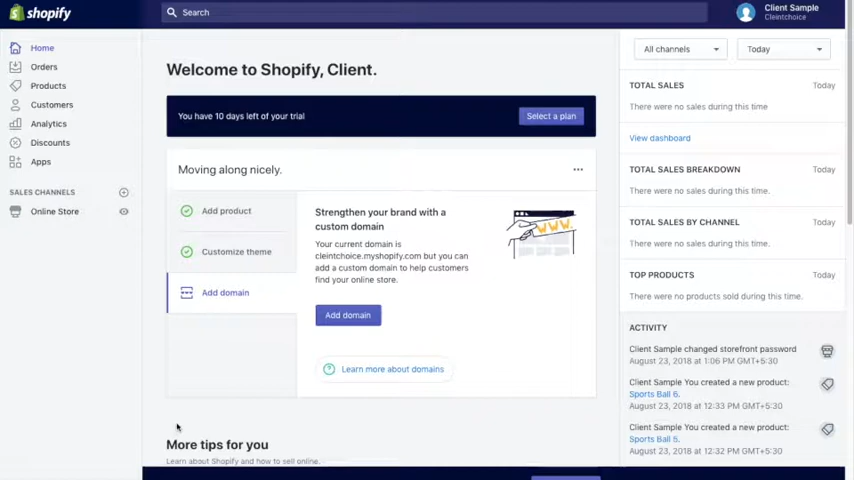 shopify
Search
Client Sample
Cleintchoice
Home
Orders
Products
Customers
Analytics
Discounts
Apps
SALES CHANNELS
Online Store
Welcome to Shopify, Client.
You have 10 days left of your trial
Select a plan
Moving along nicely.
Add product
Customize theme
Add domain
Strengthen your brand with a
custom domain
Your current domain is
cleintchoice.myshopify.com but you can
add a custom domain to help customers
find your online store.
WWW.
Add domain
Learn more about domains
More tips for you
Learn about Shopify and how to sell online.
All channels
Today
TOTAL SALES
Today
There were no sales during this time
View dashboard
TOTAL SALES BREAKDOWN
Today
There were no sales during this time.
TOTAL SALES BY CHANNEL
Today
There were no sales during this time.
TOP PRODUCTS
Today
There were no products sold during this time.
ACTIVITY
Client Sample changed storefront password
August 23, 2018 at 1:06 PM GMT+5:30
Client Sample You created a new product:
Sports Ball 6.
August 23, 2018 at 12:33 PM GMT+5:30
Client Sample You created a new product:
Sports Ball 5.
August 23, 2018 at 12:32 PM GMT+5:30